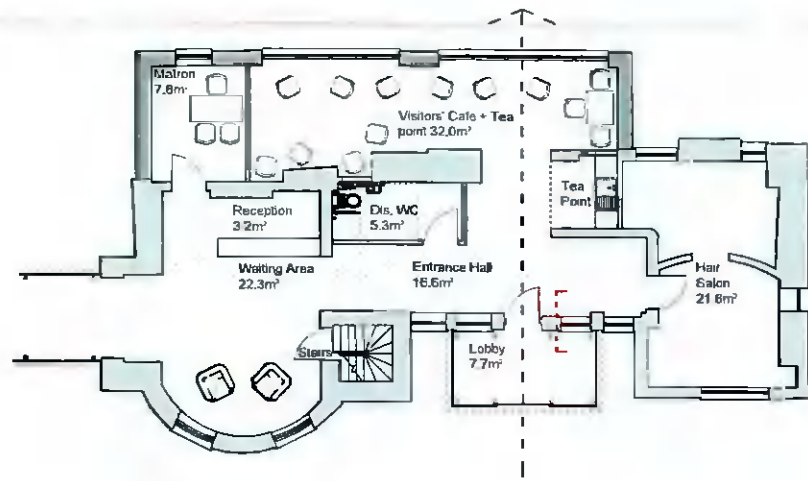 Matron
7.6m²
Visitors' Cafe + Tea
point 32.0m²
Reception
3.2m²
Dis. WC
5.3m²
Tea
Point
Waiting Area
22.3m²
Entrance Hall
16.6m²
Hair
Salon
21.6m²
Stairs
Lobby
7.7m²